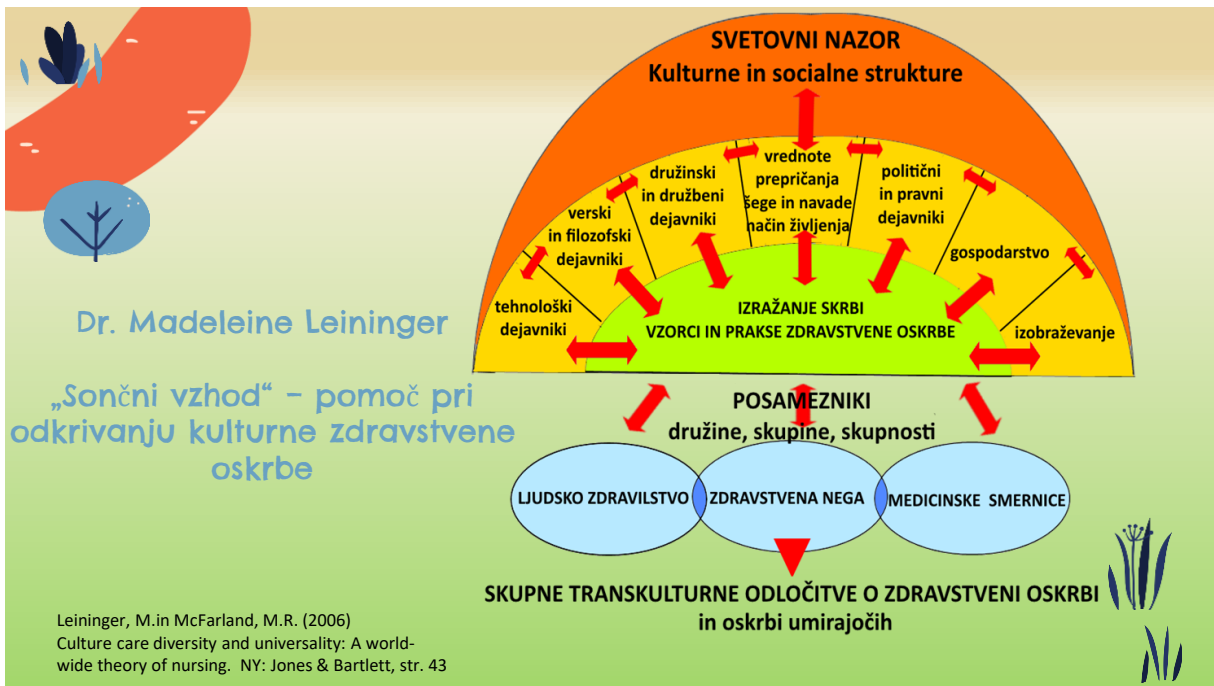 SVETOVNI NAZOR
Kulturne in socialne strukture
vrednote
prepričanja
šege in navade
način življenja
družinski
in družbeni
dejavniki
politični
in pravni
dejavniki
verski
in filozofski
dejavniki
gospodarstvo
tehnološki
dejavniki
izobraževanje
IZRAŽANJE SKRBI
VZORCI IN PRAKSE ZDRAVSTVENE OSKRBE
Dr. Madeleine Leininger
„Sončni vzhod“ – pomoč pri
odkrivanju kulturne zdravstvene
oskrbe
POSAMEZNIKI
družine, skupine, skupnosti
LJUDSKO ZDRAVILSTVO
ZDRAVSTVENA NEGA
MEDICINSKE SMERNICE
SKUPNE TRANSKULTURNE ODLOČITVE O ZDRAVSTVENI OSKRBI
in oskrbi umirajočih
Leininger, M.in McFarland, M.R. (2006)
Culture care diversity and universality: A world-
wide theory of nursing. NY: Jones & Bartlett, str. 43